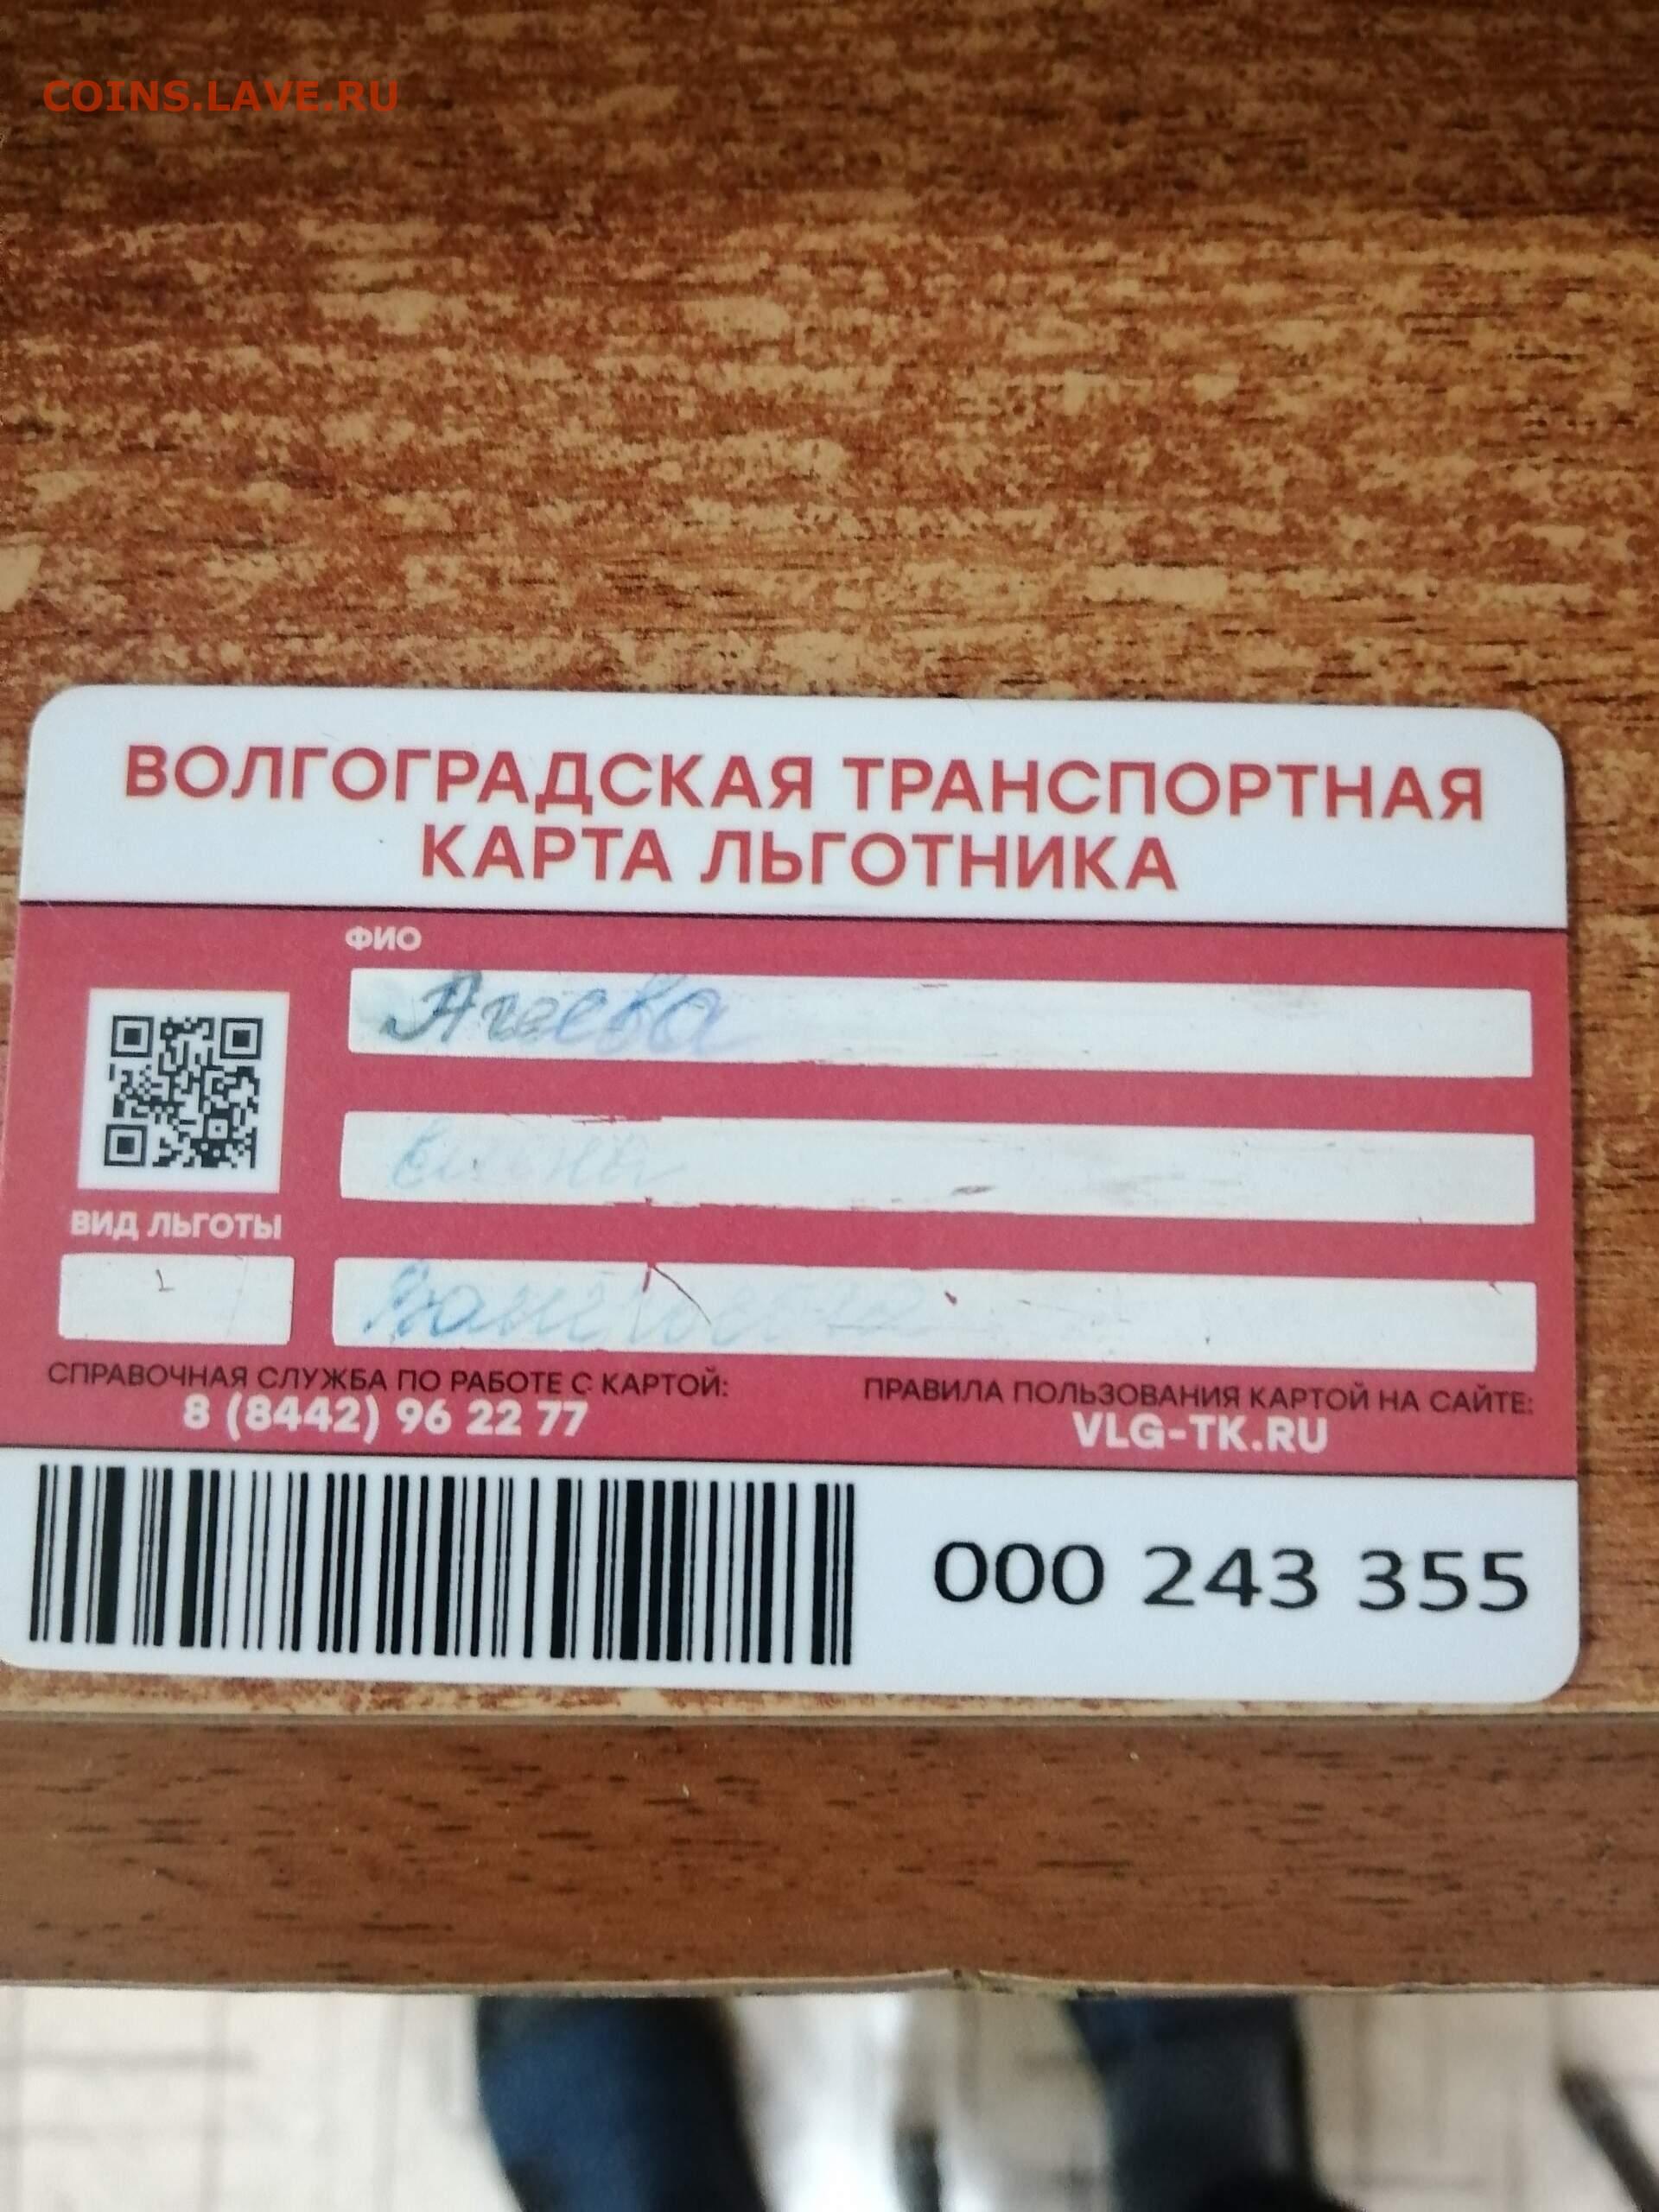 COINS.LAVE.RU
ВОЛГОГРАДСКАЯ ТРАНСПОРТНАЯ
КАРТА ЛЬГОТНИКА
ФИО
Агеева
ВИД ЛЬГОТЫ
СПРАВОЧНАЯ СЛУЖБА ПО РАБОТЕ С КАРТОЙ:
8 (8442) 96 22 77
ПРАВИЛА ПОЛЬЗОВАНИЯ КАРТОЙ НА САЙТЕ:
VLG-TK.RU
000 243 355